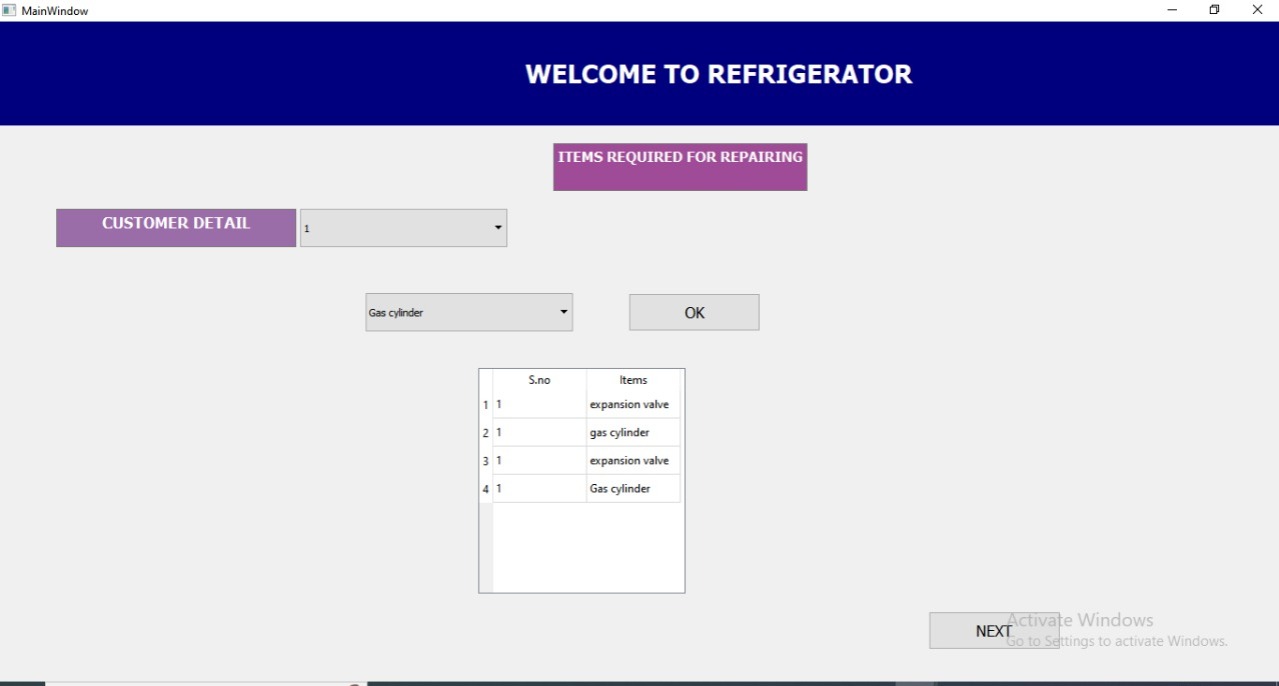 MainWindow
WELCOME TO REFRIGERATOR
ITEMS REQUIRED FOR REPAIRING
CUSTOMER DETAIL 1
Gas cylinder OK
S.no Items
1 1 expansion valve
2 1 gas cylinder
3 1 expansion valve
4 1 Gas cylinder
Activate Windows
NEXT
Go to Settings to activate Windows.